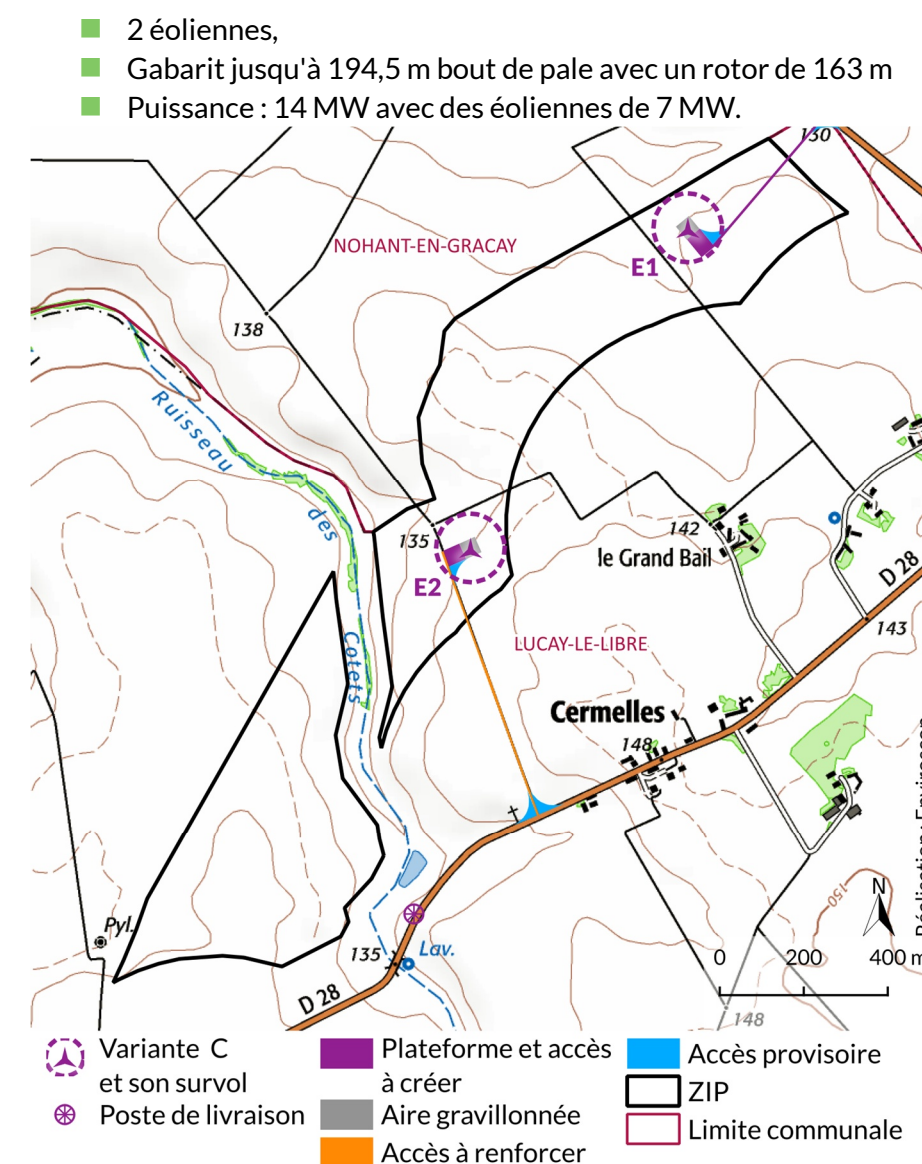 2 éoliennes,
Gabarit jusqu'à 194,5 m bout de pale avec un rotor de 163 m
Puissance : 14 MW avec des éoliennes de 7 MW.
130
NOHANT-EN-GRACAY
E1
138
Ruisseau
des
Cotets
135
E2
142
le Grand Bail
D 28
143
LUCAY-LE-LIBRE
Cermelles
148
150
N
Pyl.
135
Lav.
D 28
0 200 400 m
148
Variante C
et son survol
Poste de livraison
Plateforme et accès
à créer
Aire gravillonnée
Accès à renforcer
Accès provisoire
ZIP
Limite communale